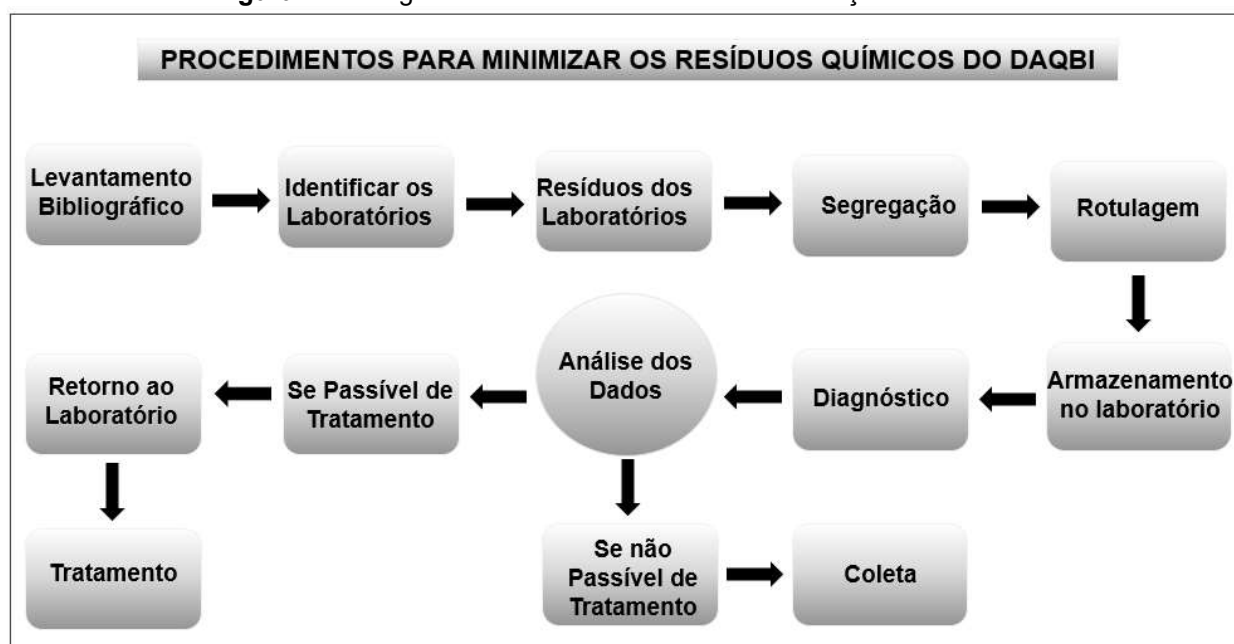 PROCEDIMENTOS PARA MINIMIZAR OS RESÍDUOS QUÍMICOS DO DAQBI
Levantamento
Bibliográfico
Identificar os
Laboratórios
Resíduos dos
Laboratórios
Segregação
Rotulagem
Armazenamento
no laboratório
Diagnóstico
Análise dos
Dados
Se Passível de
Tratamento
Retorno ao
Laboratório
Tratamento
Se não
Passível de
Tratamento
Coleta